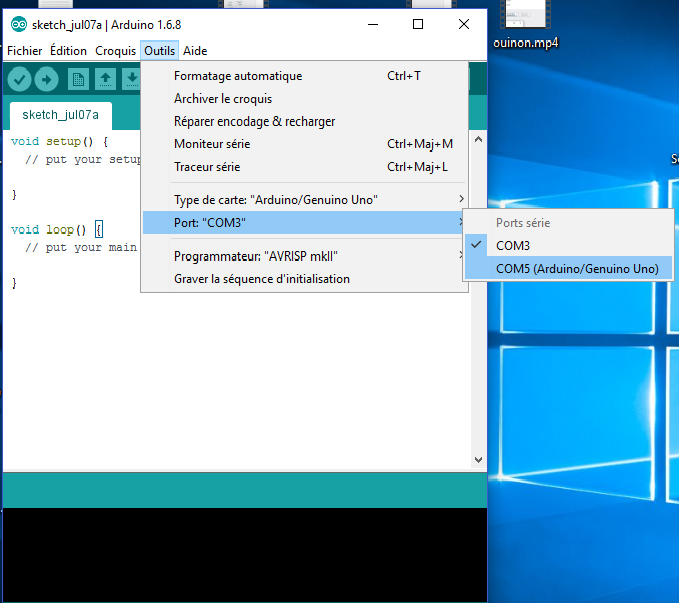 sketch_jul07a | Arduino 1.6.8
ouinon.mp4
Fichier Édition Croquis Outils Aide
Formatage automatique Ctrl+T
Archiver le croquis
sketch_jul07a
Réparer encodage & recharger
void setup() {
Moniteur série Ctrl+Maj+M
// put your setup
Traceur série Ctrl+Maj+L
}
Type de carte: "Arduino/Genuino Uno"
Port: "COM3"
Ports série
void loop() {
COM3
// put your main
Programmateur: "AVRISP mkII"
COM5 (Arduino/Genuino Uno)
Graver la séquence d'initialisation
}